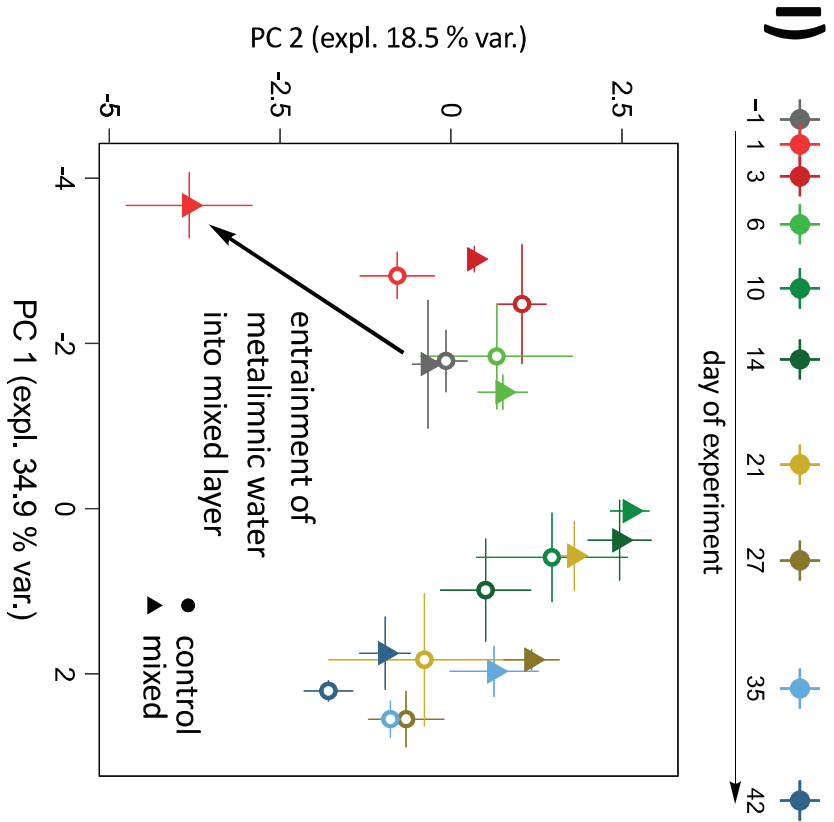 −1 1 3 6 10 14 21 27 35 42
day of experiment
PC 2 (expl. 18.5 % var.)
2.5
0
-2.5
-5
entrainment of
metalimnic water
into mixed layer
control
mixed
-4 -2 0 2
PC 1 (expl. 34.9 % var.)